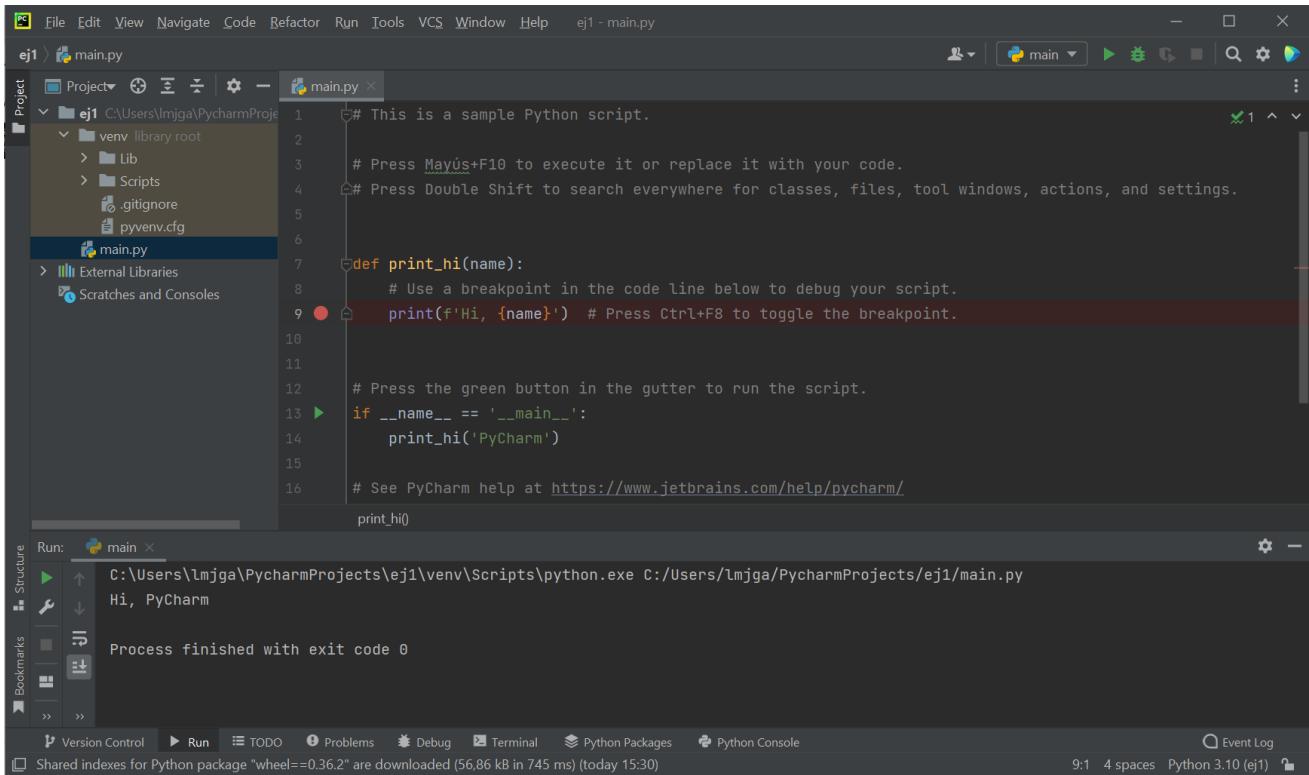 PC File Edit View Navigate Code Refactor Run Tools VCS Window Help ej1 - main.py
ej1 main.py main
Project main.py
Project
ej1 C:\Users\lmjga\PycharmProje
venv library root
Lib
Scripts
.gitignore
pyvenv.cfg
main.py
External Libraries
Scratches and Consoles
1 # This is a sample Python script.
1
2
3 # Press Mayús+F10 to execute it or replace it with your code.
4 # Press Double Shift to search everywhere for classes, files, tool windows, actions, and settings.
5
6
7 def print_hi(name):
8     # Use a breakpoint in the code line below to debug your script.
9     print(f'Hi, {name}')  # Press Ctrl+F8 to toggle the breakpoint.
10
11
12 # Press the green button in the gutter to run the script.
13 if __name__ == '__main__':
14     print_hi('PyCharm')
15
16 # See PyCharm help at https://www.jetbrains.com/help/pycharm/
print_hi()
Structure
Bookmarks
Run: main
C:\Users\lmjga\PycharmProjects\ej1\venv\Scripts\python.exe C:/Users/lmjga/PycharmProjects/ej1/main.py
Hi, PyCharm
Process finished with exit code 0
Version Control Run TODO Problems Debug Terminal Python Packages Python Console Event Log
Shared indexes for Python package "wheel==0.36.2" are downloaded (56,86 kB in 745 ms) (today 15:30) 9:1 4 spaces Python 3.10 (ej1)